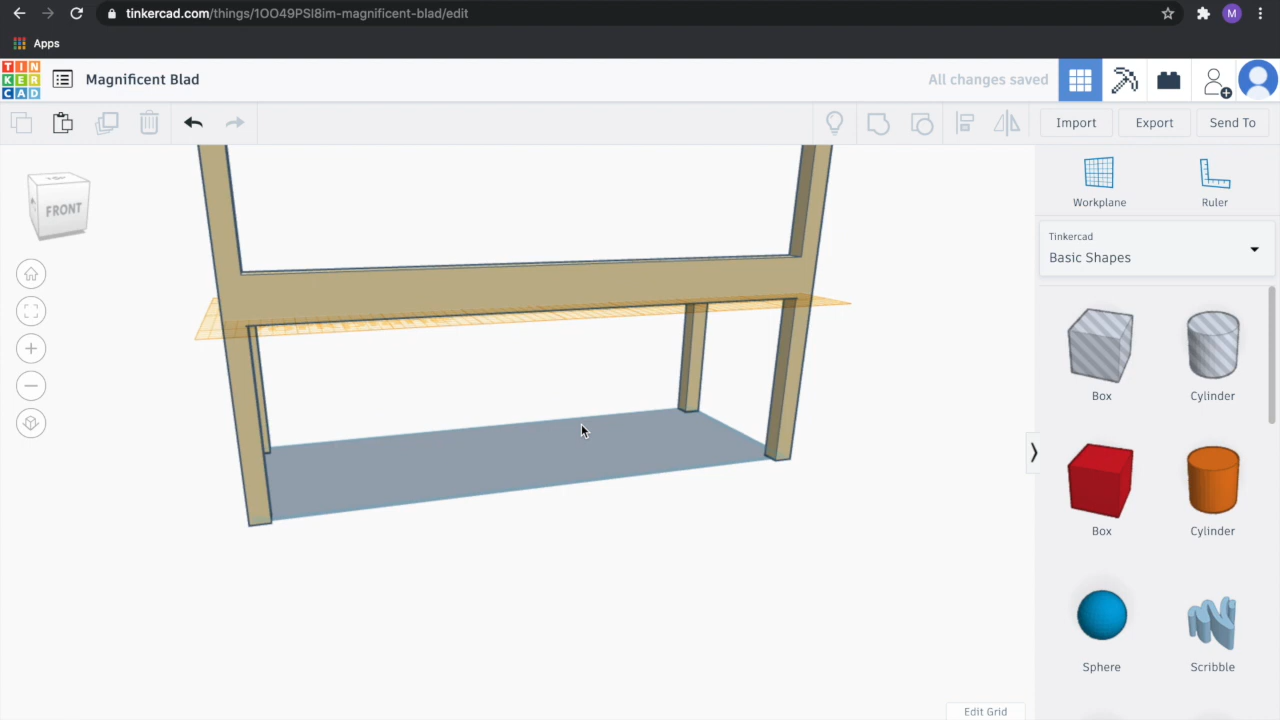 tinkercad.com/things/1OO49PSI8im-magnificent-blad/edit
M
Apps
TIN
KER
CAD
Magnificent Blad
All changes saved
Import
Export
Send To
FRONT
Workplane
Ruler
Tinkercad
Basic Shapes
Box
Cylinder
Box
Cylinder
Sphere
Scribble
Edit Grid